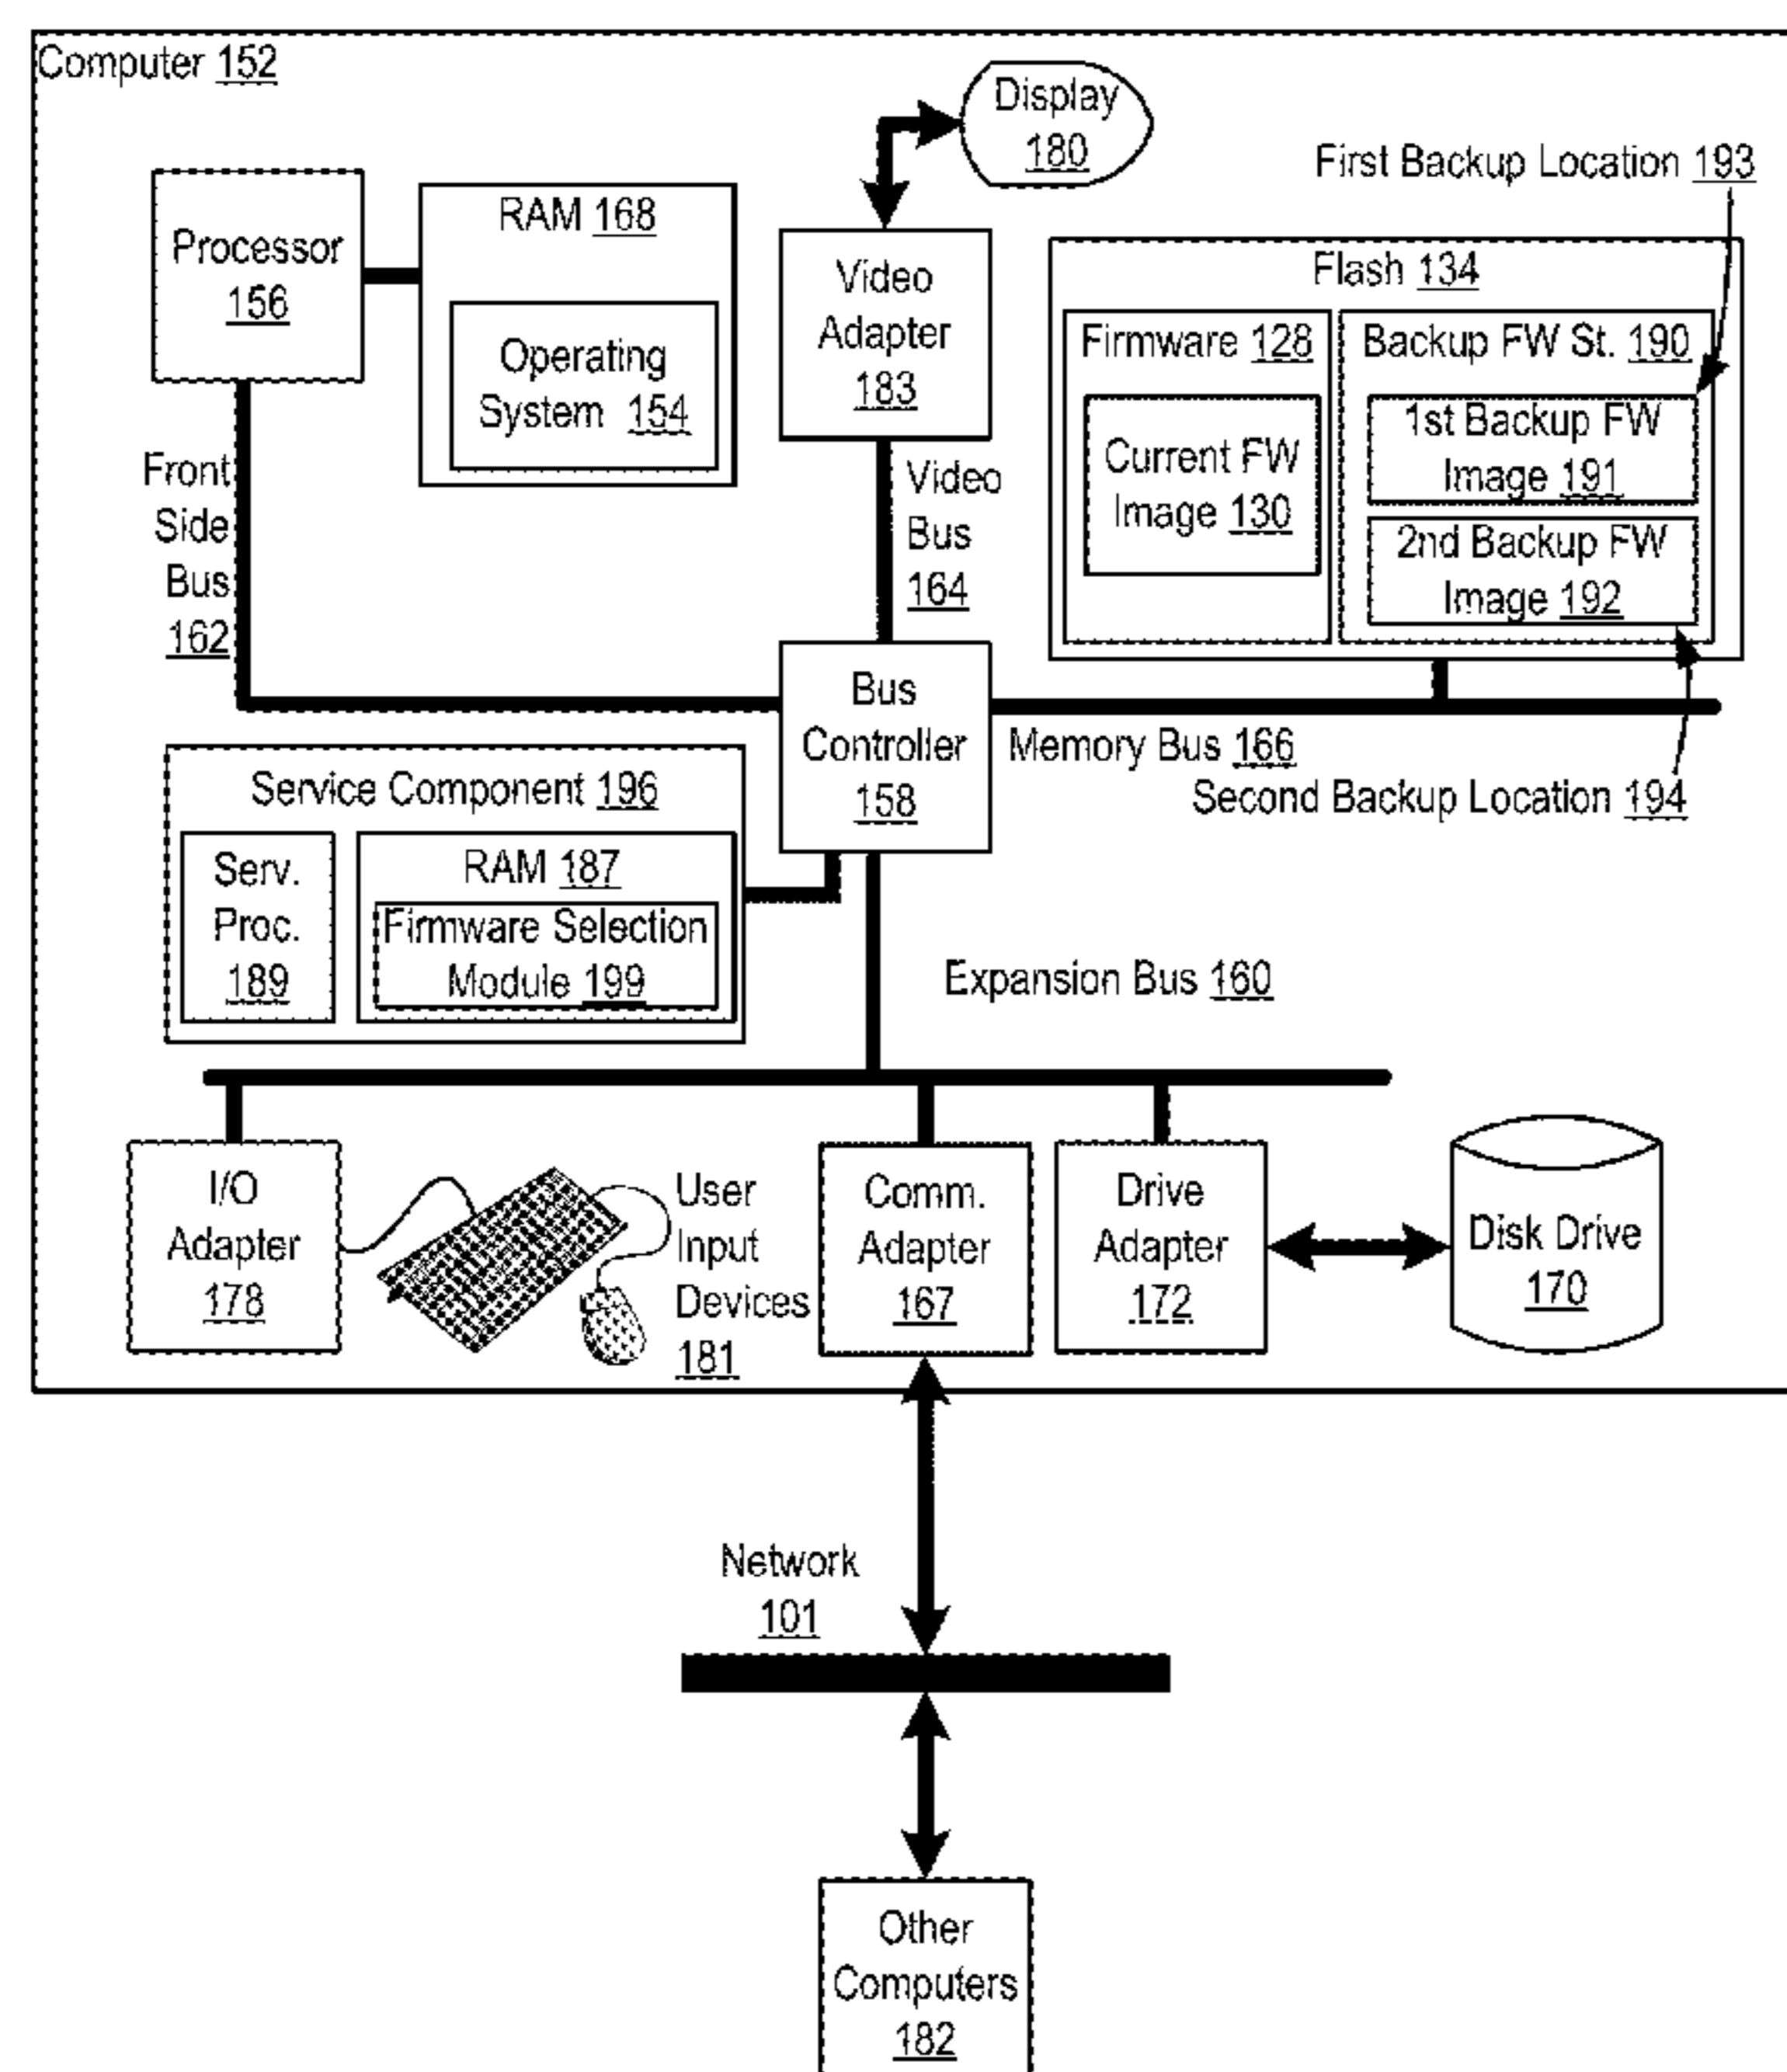 Computer 152
Display
180
First Backup Location 193
Processor
156
RAM 168
Operating
System 154
Video
Adapter
183
Flash 134
Firmware 128
Current FW
Image 130
Backup FW St. 190
1st Backup FW
Image 191
2nd Backup FW
Image 192
Front
Side
Bus
162
Video
Bus
164
Bus
Controller
158
Memory Bus 166
Second Backup Location 194
Service Component 196
Serv.
Proc.
189
RAM 187
Firmware Selection
Module 199
Expansion Bus 160
I/O
Adapter
178
User
Input
Devices
181
Comm.
Adapter
167
Drive
Adapter
172
Disk Drive
170
Network
101
Other
Computers
182